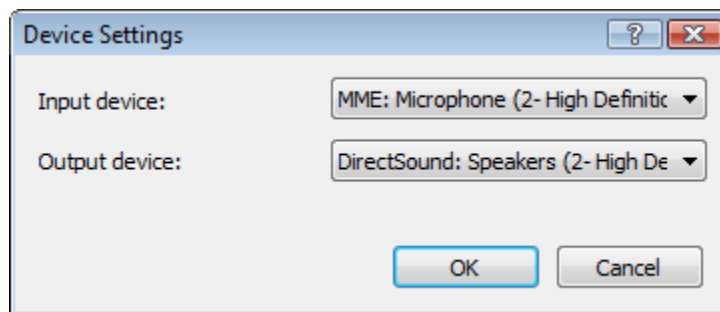 Device Settings
?
Input device: MME: Microphone (2- High Definitic
Output device: DirectSound: Speakers (2- High De
OK Cancel